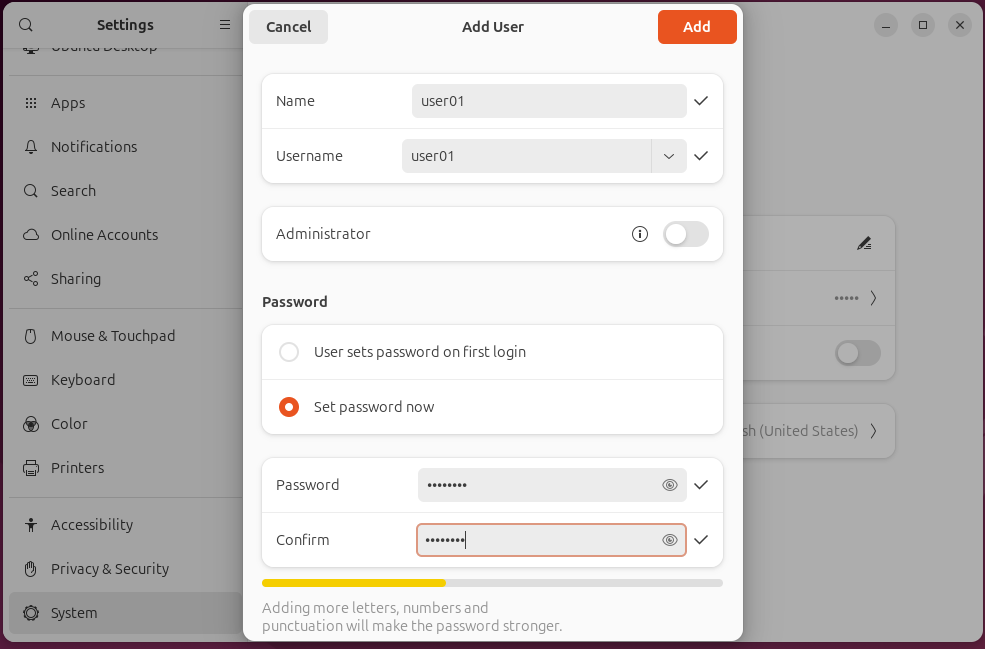 Settings
Ubuntu Desktop
Apps
Notifications
Search
Online Accounts
Sharing
Mouse & Touchpad
Keyboard
Color
Printers
Accessibility
Privacy & Security
System
Cancel
Add User
Add
Name
user01
Username
user01
Administrator
Password
User sets password on first login
Set password now
Password
••••••••
Confirm
••••••••
Adding more letters, numbers and
punctuation will make the password stronger.
•••••
sh (United States)